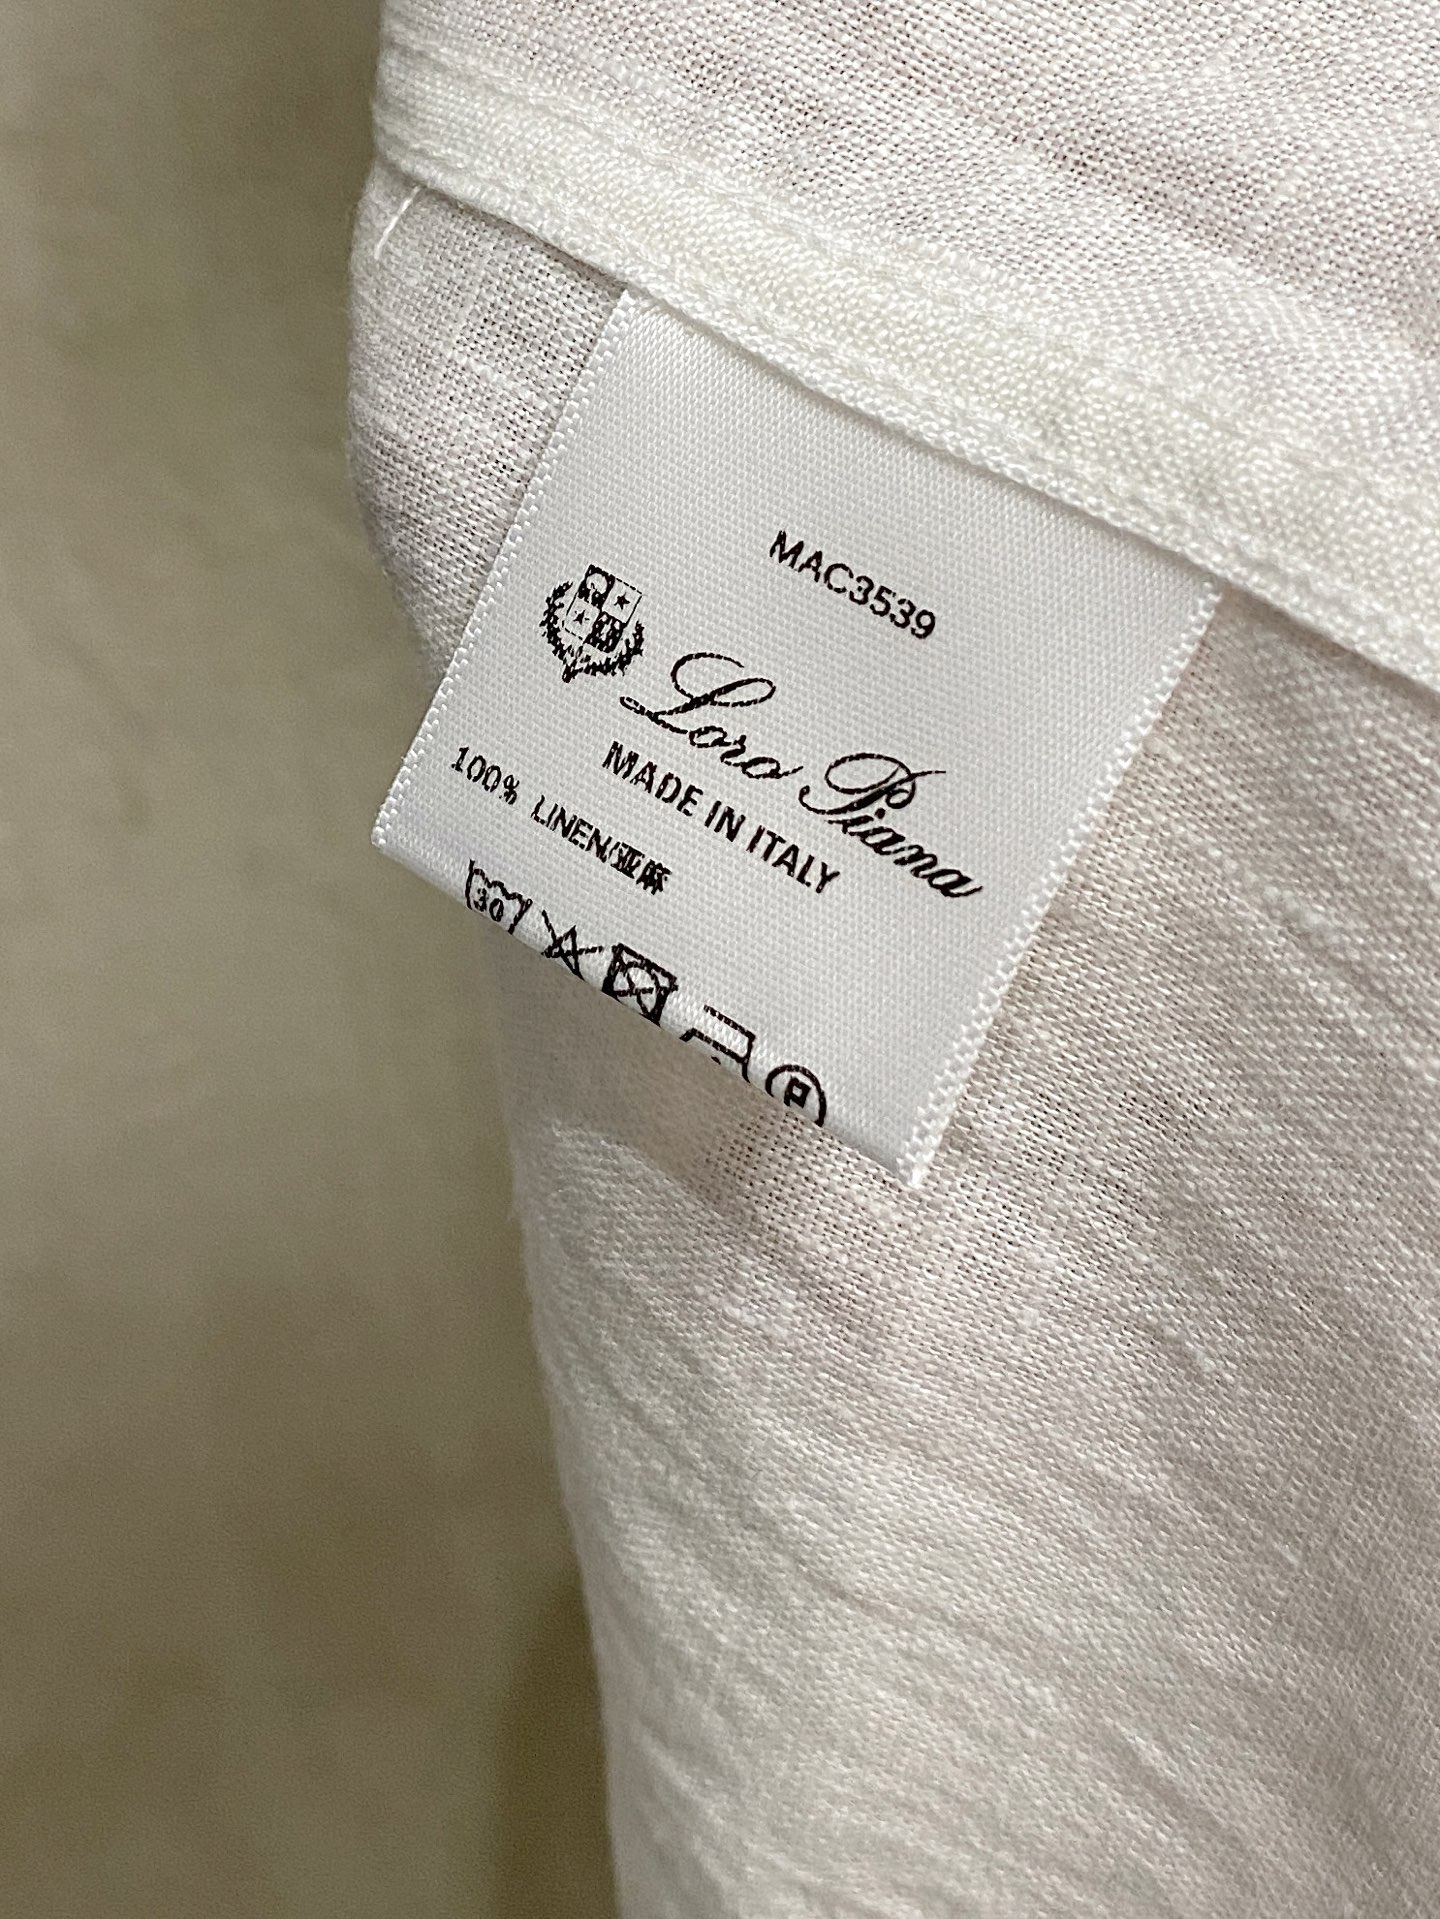 MAC3539
Loro Piana
MADE IN ITALY
100% LINEN/亚麻
30
P